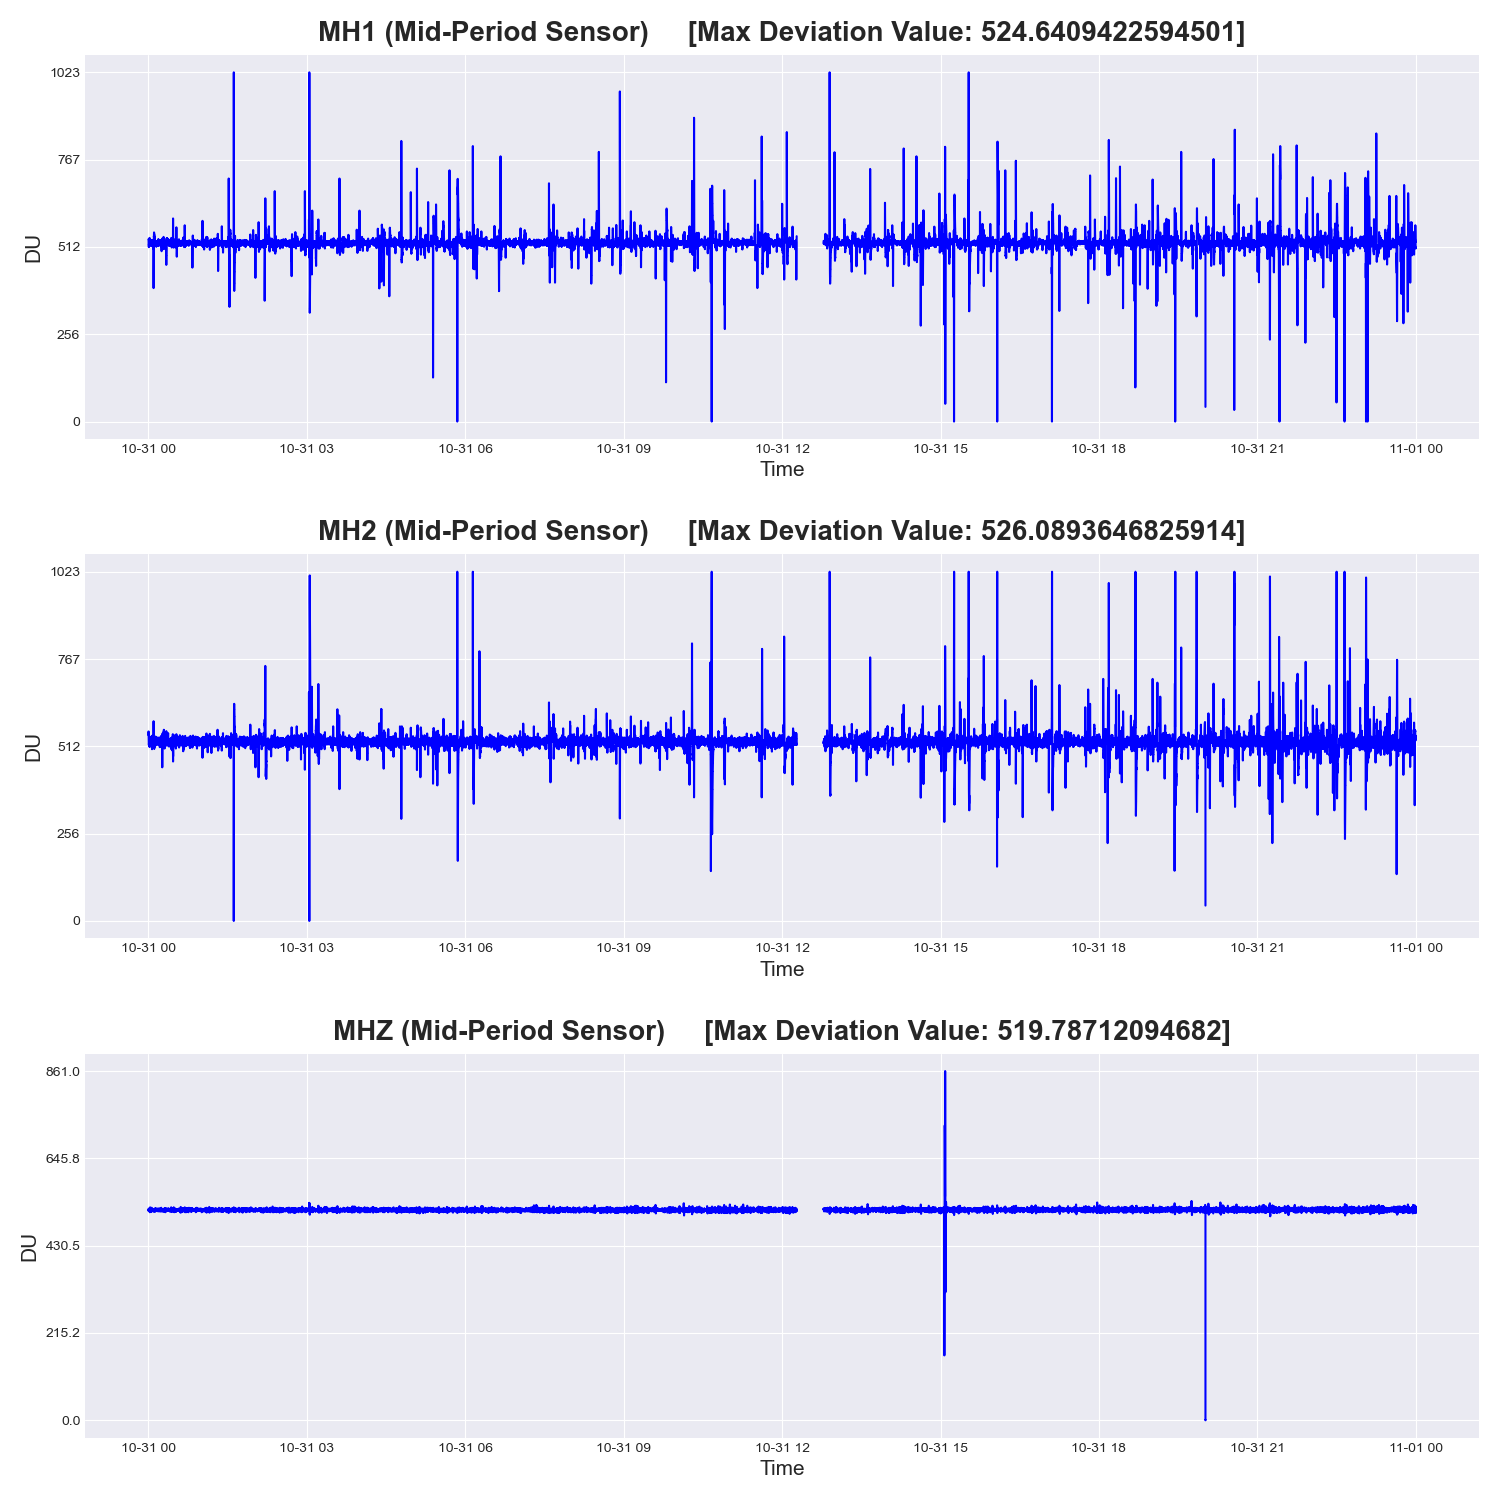 MH1 (Mid-Period Sensor) [Max Deviation Value: 524.6409422594501]
1023
767
512
256
0
DU
10-31 00 10-31 03 10-31 06 10-31 09 10-31 12 10-31 15 10-31 18 10-31 21 11-01 00
Time
MH2 (Mid-Period Sensor) [Max Deviation Value: 526.0893646825914]
1023
767
512
256
0
DU
10-31 00 10-31 03 10-31 06 10-31 09 10-31 12 10-31 15 10-31 18 10-31 21 11-01 00
Time
MHZ (Mid-Period Sensor) [Max Deviation Value: 519.78712094682]
861.0
645.8
430.5
215.2
0.0
DU
10-31 00 10-31 03 10-31 06 10-31 09 10-31 12 10-31 15 10-31 18 10-31 21 11-01 00
Time